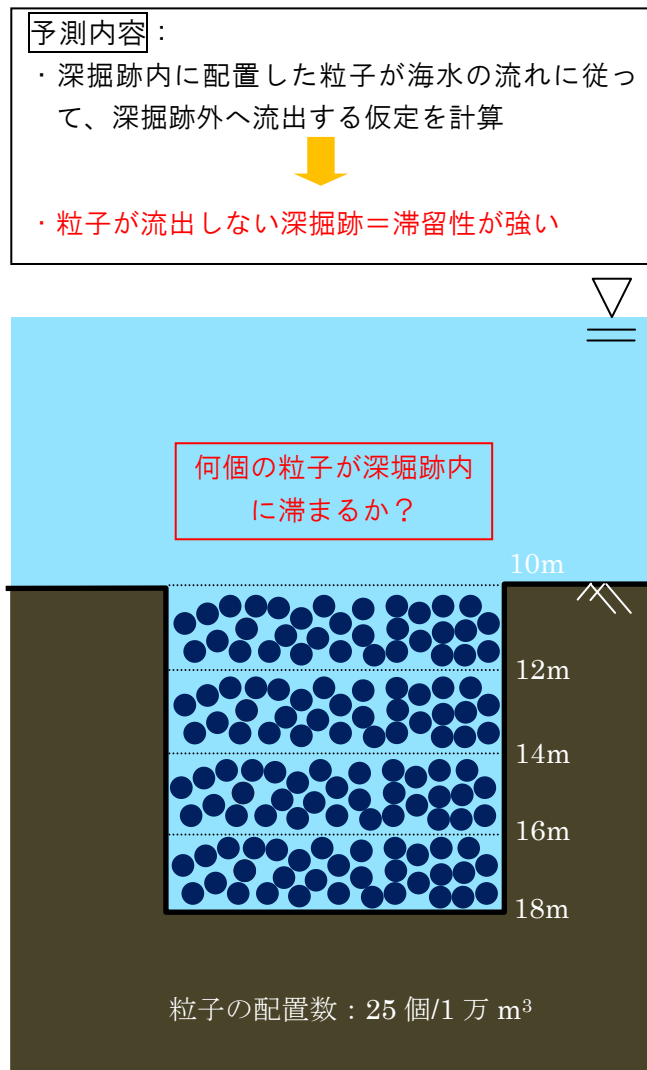 予測内容：
・深掘跡内に配置した粒子が海水の流れに従っ
て、深掘跡外へ流出する仮定を計算
・粒子が流出しない深掘跡＝滞留性が強い
何個の粒子が深堀跡内
に滞まるか？
10m
12m
14m
16m
18m
粒子の配置数：25 個/1 万 m³